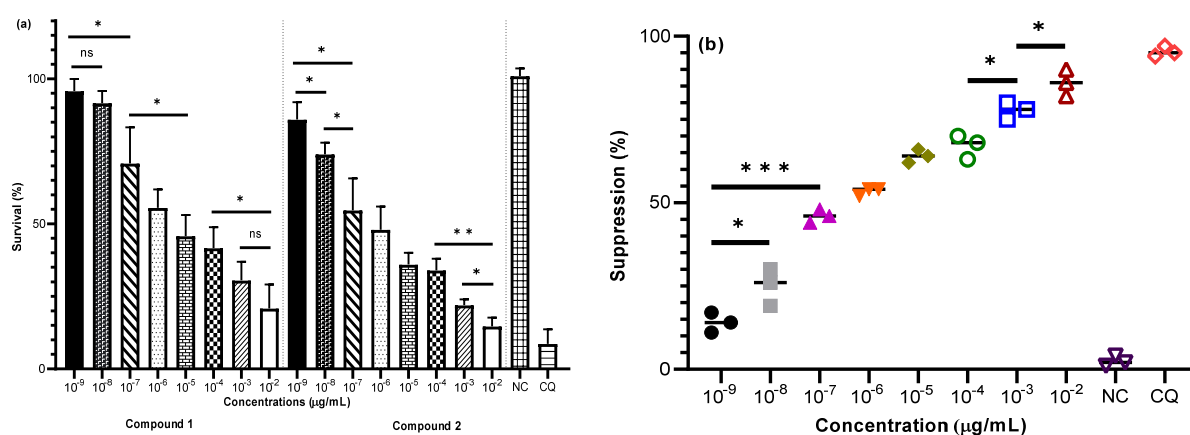 (a)
*
ns
*
*
ns
*
*
*
* *
*
Survival (%)
100
50
0
10-9 10-8 10-7 10-6 10-5 10-4 10-3 10-2 10-9 10-8 10-7 10-6 10-5 10-4 10-3 10-2 NC CQ
Concentrations (µg/mL)
Compound 1 Compound 2
(b)
*
*
* * *
*
Suppression (%)
100
50
0
10-9 10-8 10-7 10-6 10-5 10-4 10-3 10-2 NC CQ
Concentration (µg/mL)